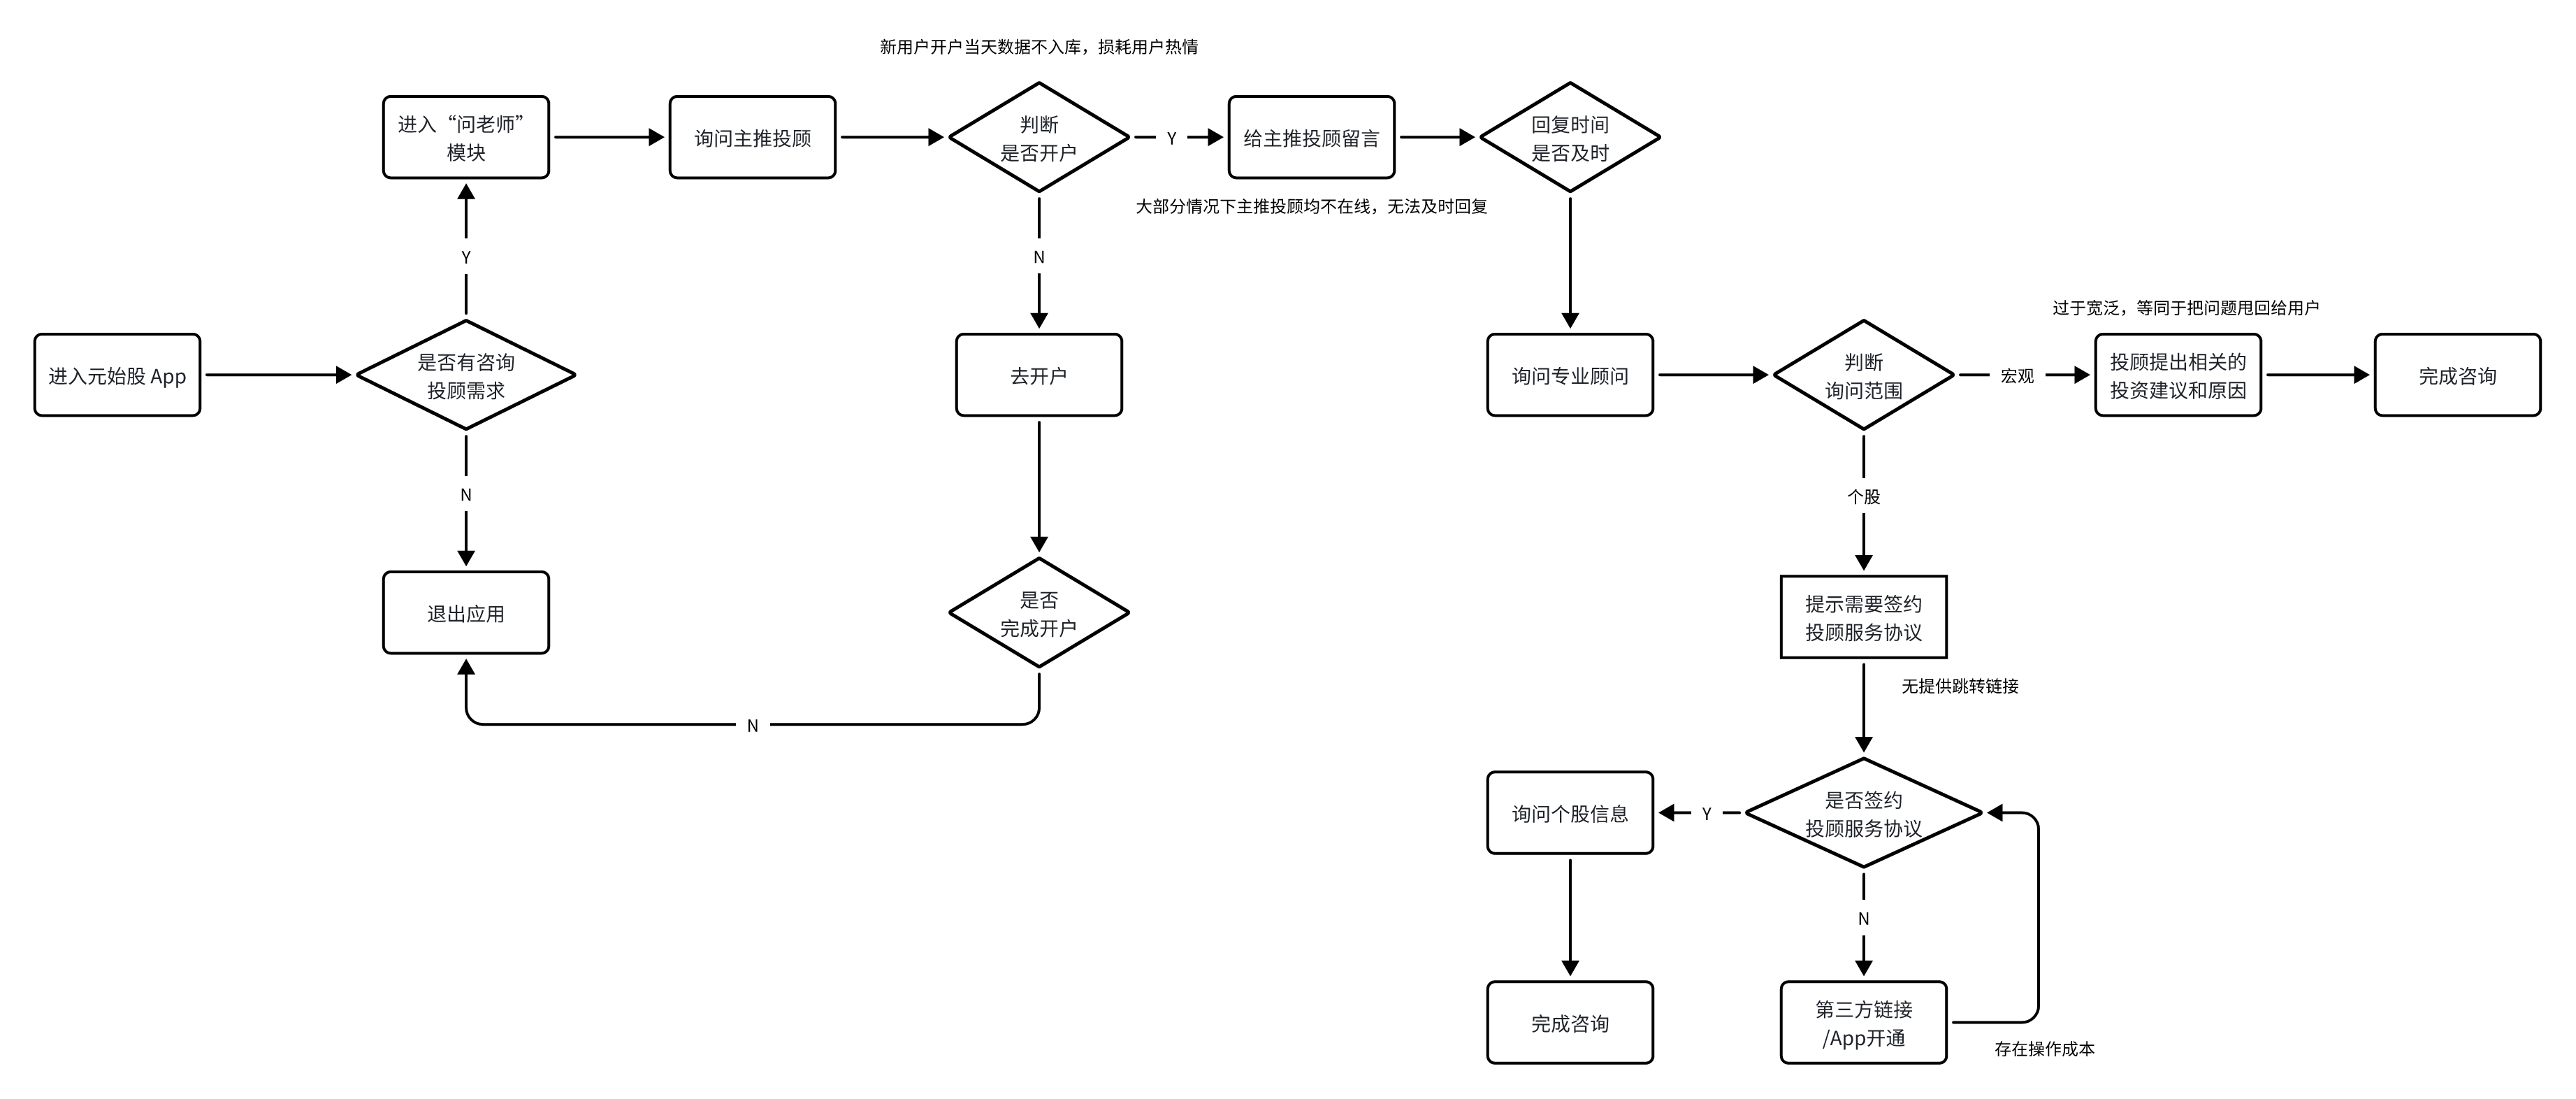 新用户开户当天数据不入库，损耗用户热情
进入“问老师”
模块
询问主推投顾
判断
是否开户
Y
给主推投顾留言
回复时间
是否及时
大部分情况下主推投顾均不在线，无法及时回复
Y
N
过于宽泛，等同于把问题甩回给用户
进入元始股 App
是否有咨询
投顾需求
去开户
询问专业顾问
判断
询问范围
宏观
投顾提出相关的
投资建议和原因
完成咨询
N
个股
退出应用
是否
完成开户
提示需要签约
投顾服务协议
无提供跳转链接
N
询问个股信息
Y
是否签约
投顾服务协议
N
完成咨询
第三方链接
/App开通
存在操作成本